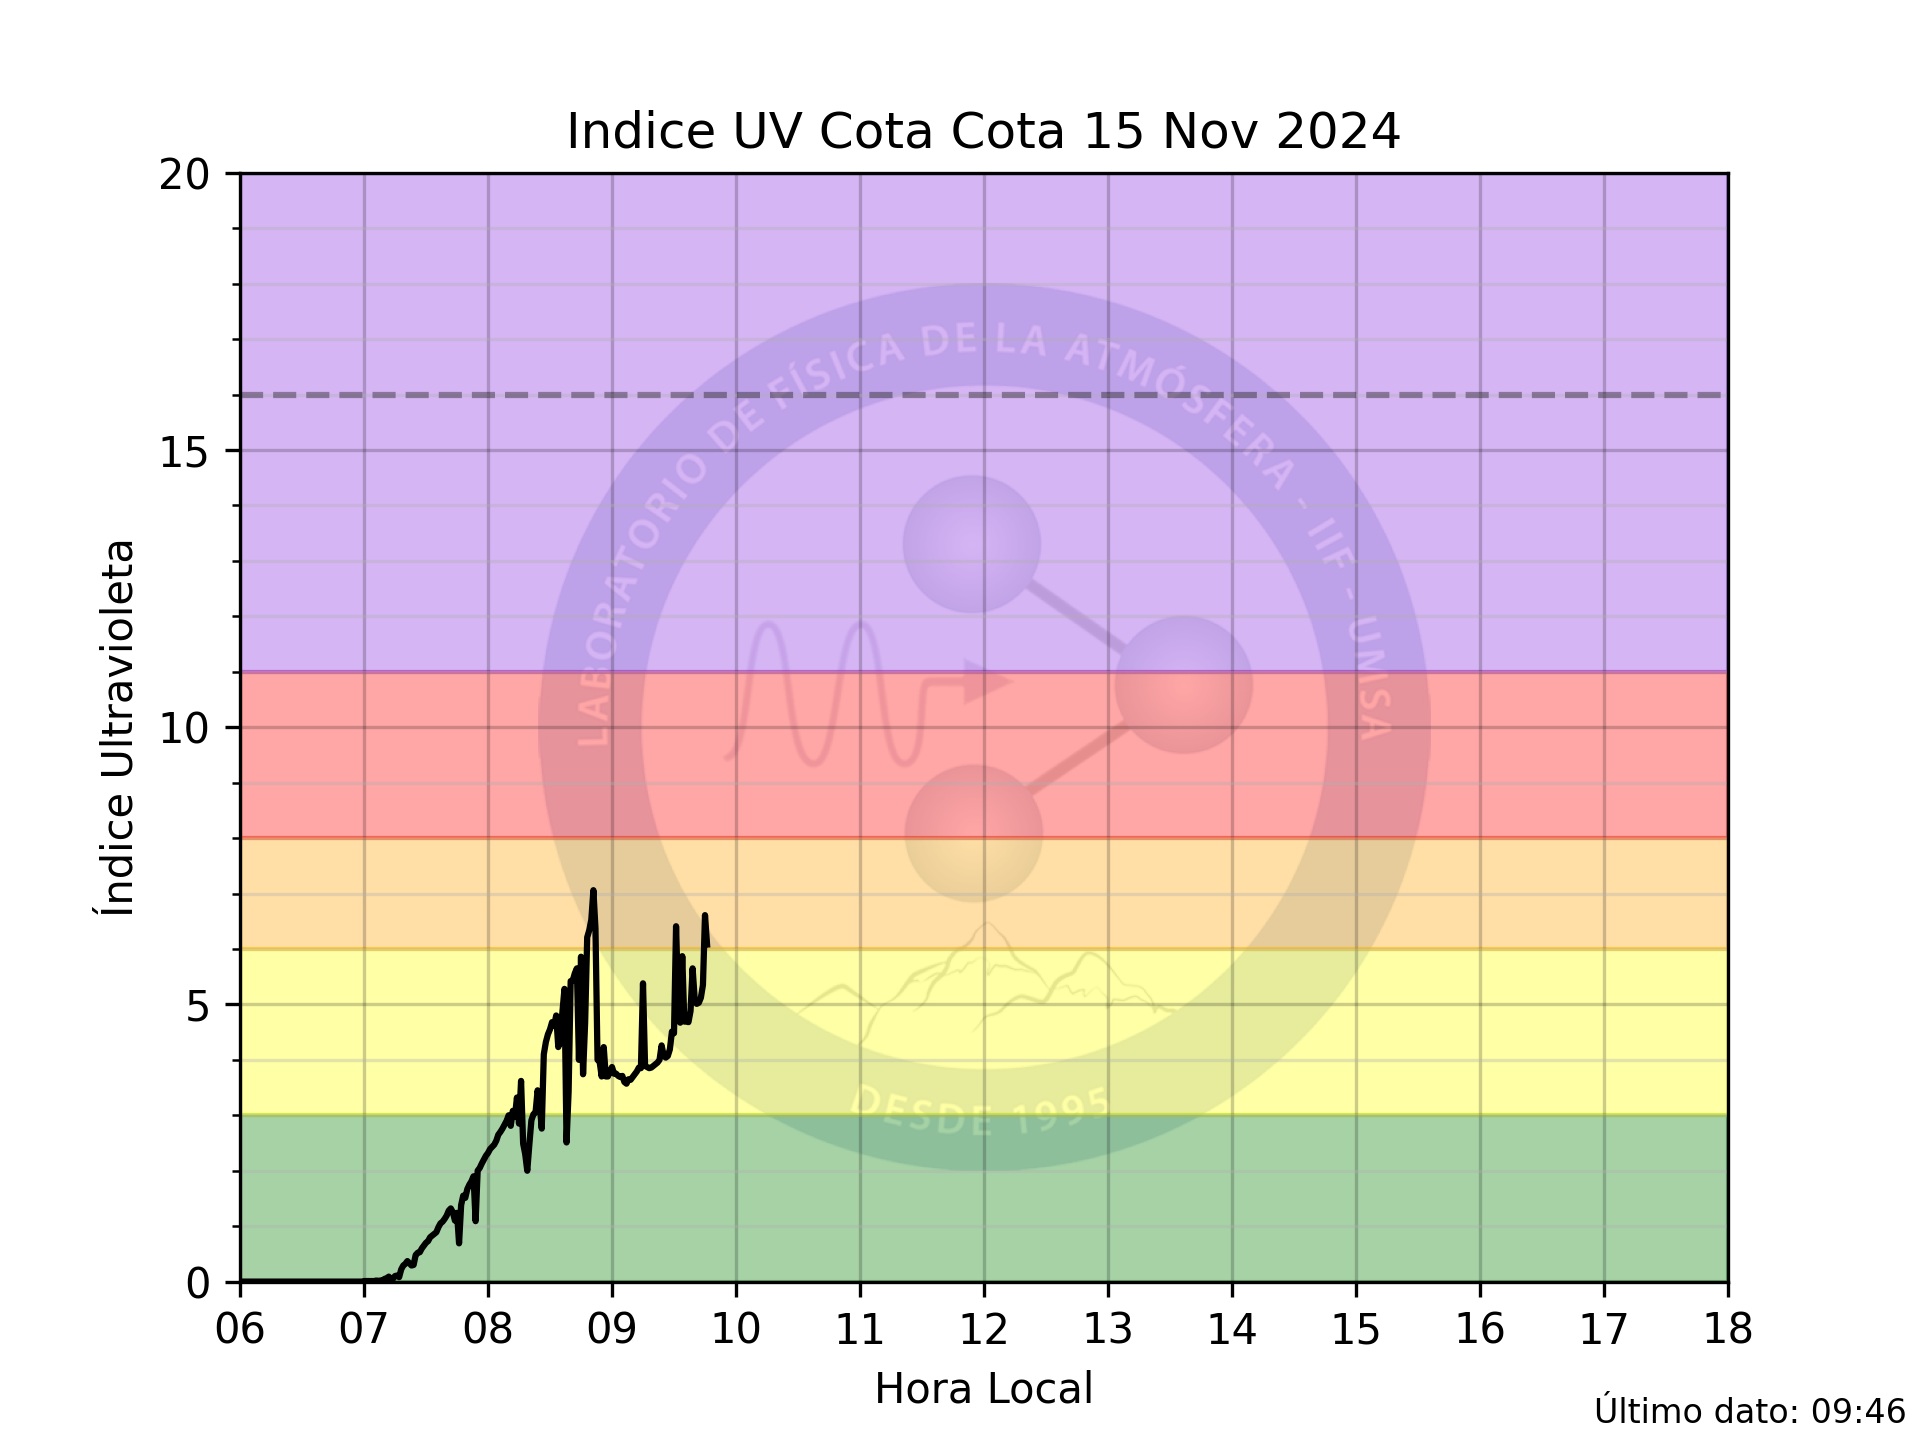 Indice UV Cota Cota 15 Nov 2024
20
15
10
5
0
Índice Ultravioleta
LABORATORIO DE FÍSICA DE LA ATMÓSFERA - IIF - UMSA
DESDE 1995
06 07 08 09 10 11 12 13 14 15 16 17 18
Hora Local
Último dato: 09:46